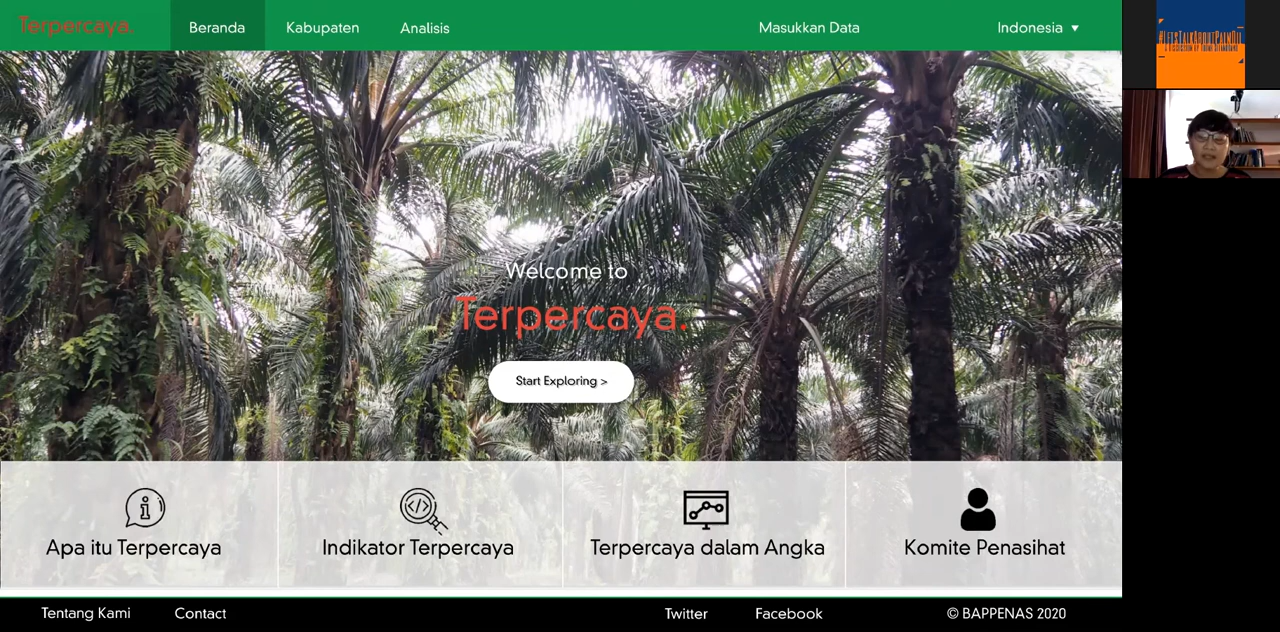 Terpercaya.
Beranda
Kabupaten
Analisis
Masukkan Data
Indonesia
#LETSTALKABOUTPALMOIL
Welcome to
Terpercaya.
Start Exploring >
Apa itu Terpercaya
Indikator Terpercaya
Terpercaya dalam Angka
Komite Penasihat
Tentang Kami
Contact
Twitter
Facebook
© BAPPENAS 2020